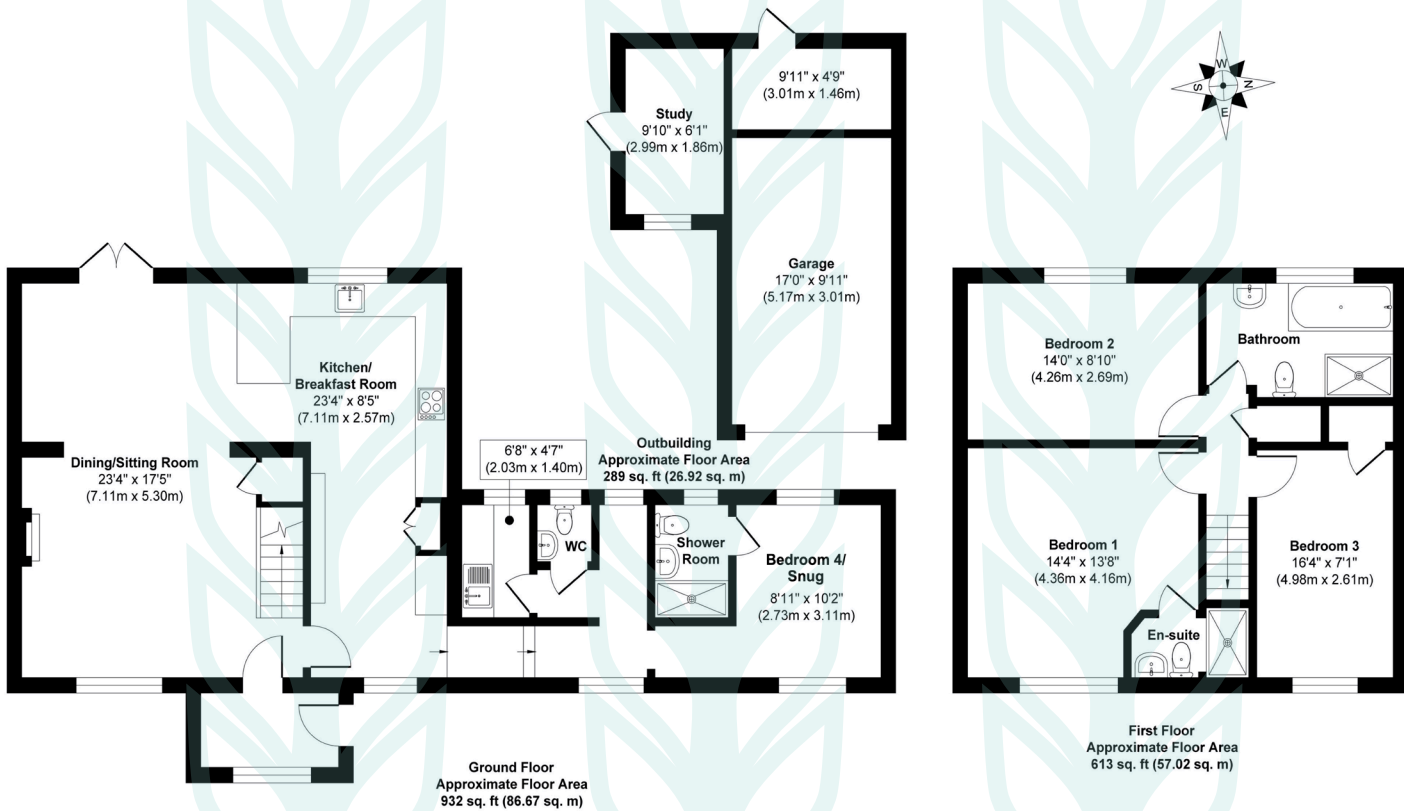 9'11" x 4'9"
(3.01m x 1.46m)
Study
9'10" x 6'1"
(2.99m x 1.86m)
W
N
S
E
Garage
17'0" x 9'11"
(5.17m x 3.01m)
Kitchen/
Breakfast Room
23'4" x 8'5"
(7.11m x 2.57m)
Dining/Sitting Room
23'4" x 17'5"
(7.11m x 5.30m)
6'8" x 4'7"
(2.03m x 1.40m)
Outbuilding
Approximate Floor Area
289 sq. ft (26.92 sq. m)
WC
Shower
Room
Bedroom 4/
Snug
8'11" x 10'2"
(2.73m x 3.11m)
Ground Floor
Approximate Floor Area
932 sq. ft (86.67 sq. m)
Bedroom 2
14'0" x 8'10"
(4.26m x 2.69m)
Bathroom
Bedroom 1
14'4" x 13'8"
(4.36m x 4.16m)
Bedroom 3
16'4" x 7'1"
(4.98m x 2.61m)
En-suite
First Floor
Approximate Floor Area
613 sq. ft (57.02 sq. m)